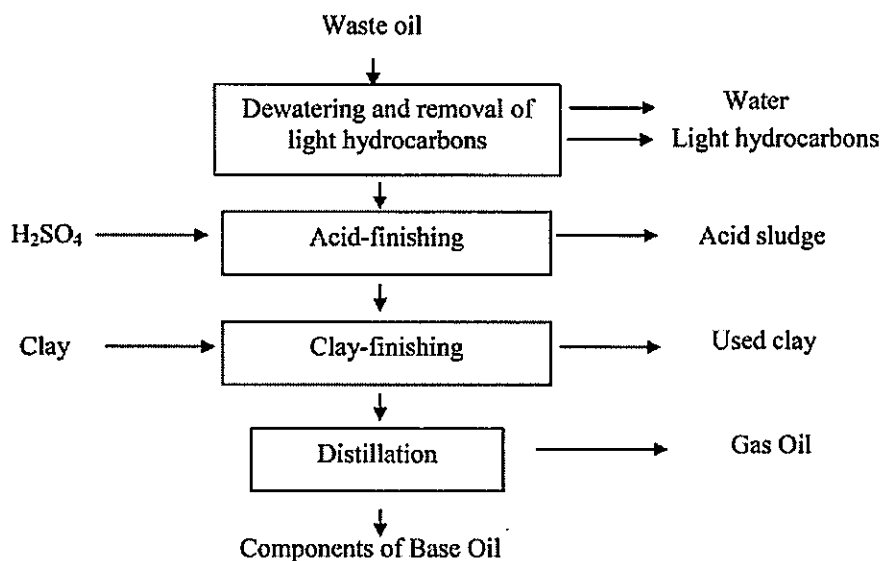 Waste oil
Dewatering and removal of
light hydrocarbons
Water
Light hydrocarbons
H₂SO₄
Acid-finishing
Acid sludge
Clay
Clay-finishing
Used clay
Distillation
Gas Oil
Components of Base Oil